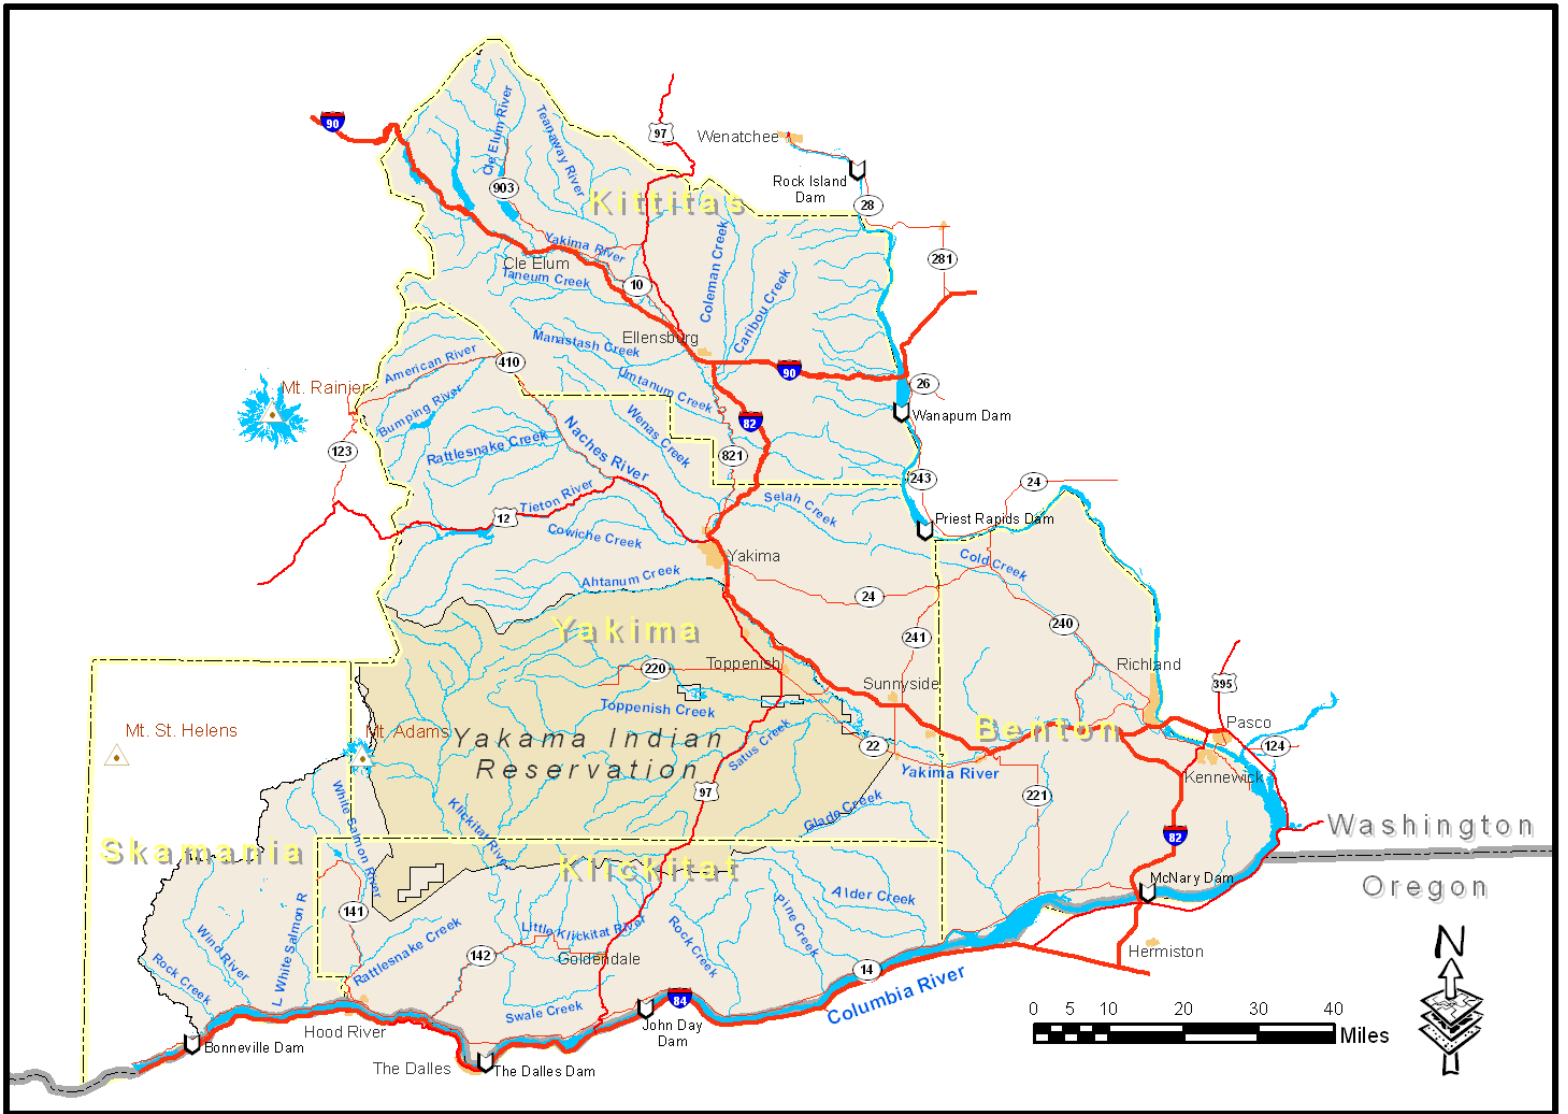 90
97
Wenatchee
Cle Elum River
Teanaway River
Rock Island
Dam
903
28
Kittitas
Yakima River
Coleman Creek
281
Cle Elum
Taneum Creek
10
Caribou Creek
Ellensburg
Manastash Creek
American River
410
90
26
Mt. Rainier
Umtanum Creek
Bumping River
Wenas Creek
82
Wanapum Dam
Naches River
Rattlesnake Creek
123
821
243
24
Tieton River
Selah Creek
12
Priest Rapids Dam
Cowiche Creek
Yakima
Cold Creek
Ahtanum Creek
24
240
Yakima
241
Toppenish
220
Richland
Sunnyside
395
Toppenish Creek
Pasco
Benton
Mt. St. Helens
Mt. Adams
Yakama Indian
Reservation
Satus Creek
22
124
Yakima River
Kennewick
97
221
White Salmon River
Klickitat River
Glade Creek
82
Washington
Skamania
Klickitat
McNary Dam
Oregon
Alder Creek
141
Pine Creek
Wind River
L White Salmon R
Rattlesnake Creek
Little Klickitat River
Rock Creek
142
Goldendale
Hermiston
Rock Creek
14
Columbia River
84
Swale Creek
Hood River
John Day
Dam
Bonneville Dam
The Dalles
The Dalles Dam
N
0 5 10 20 30 40
Miles